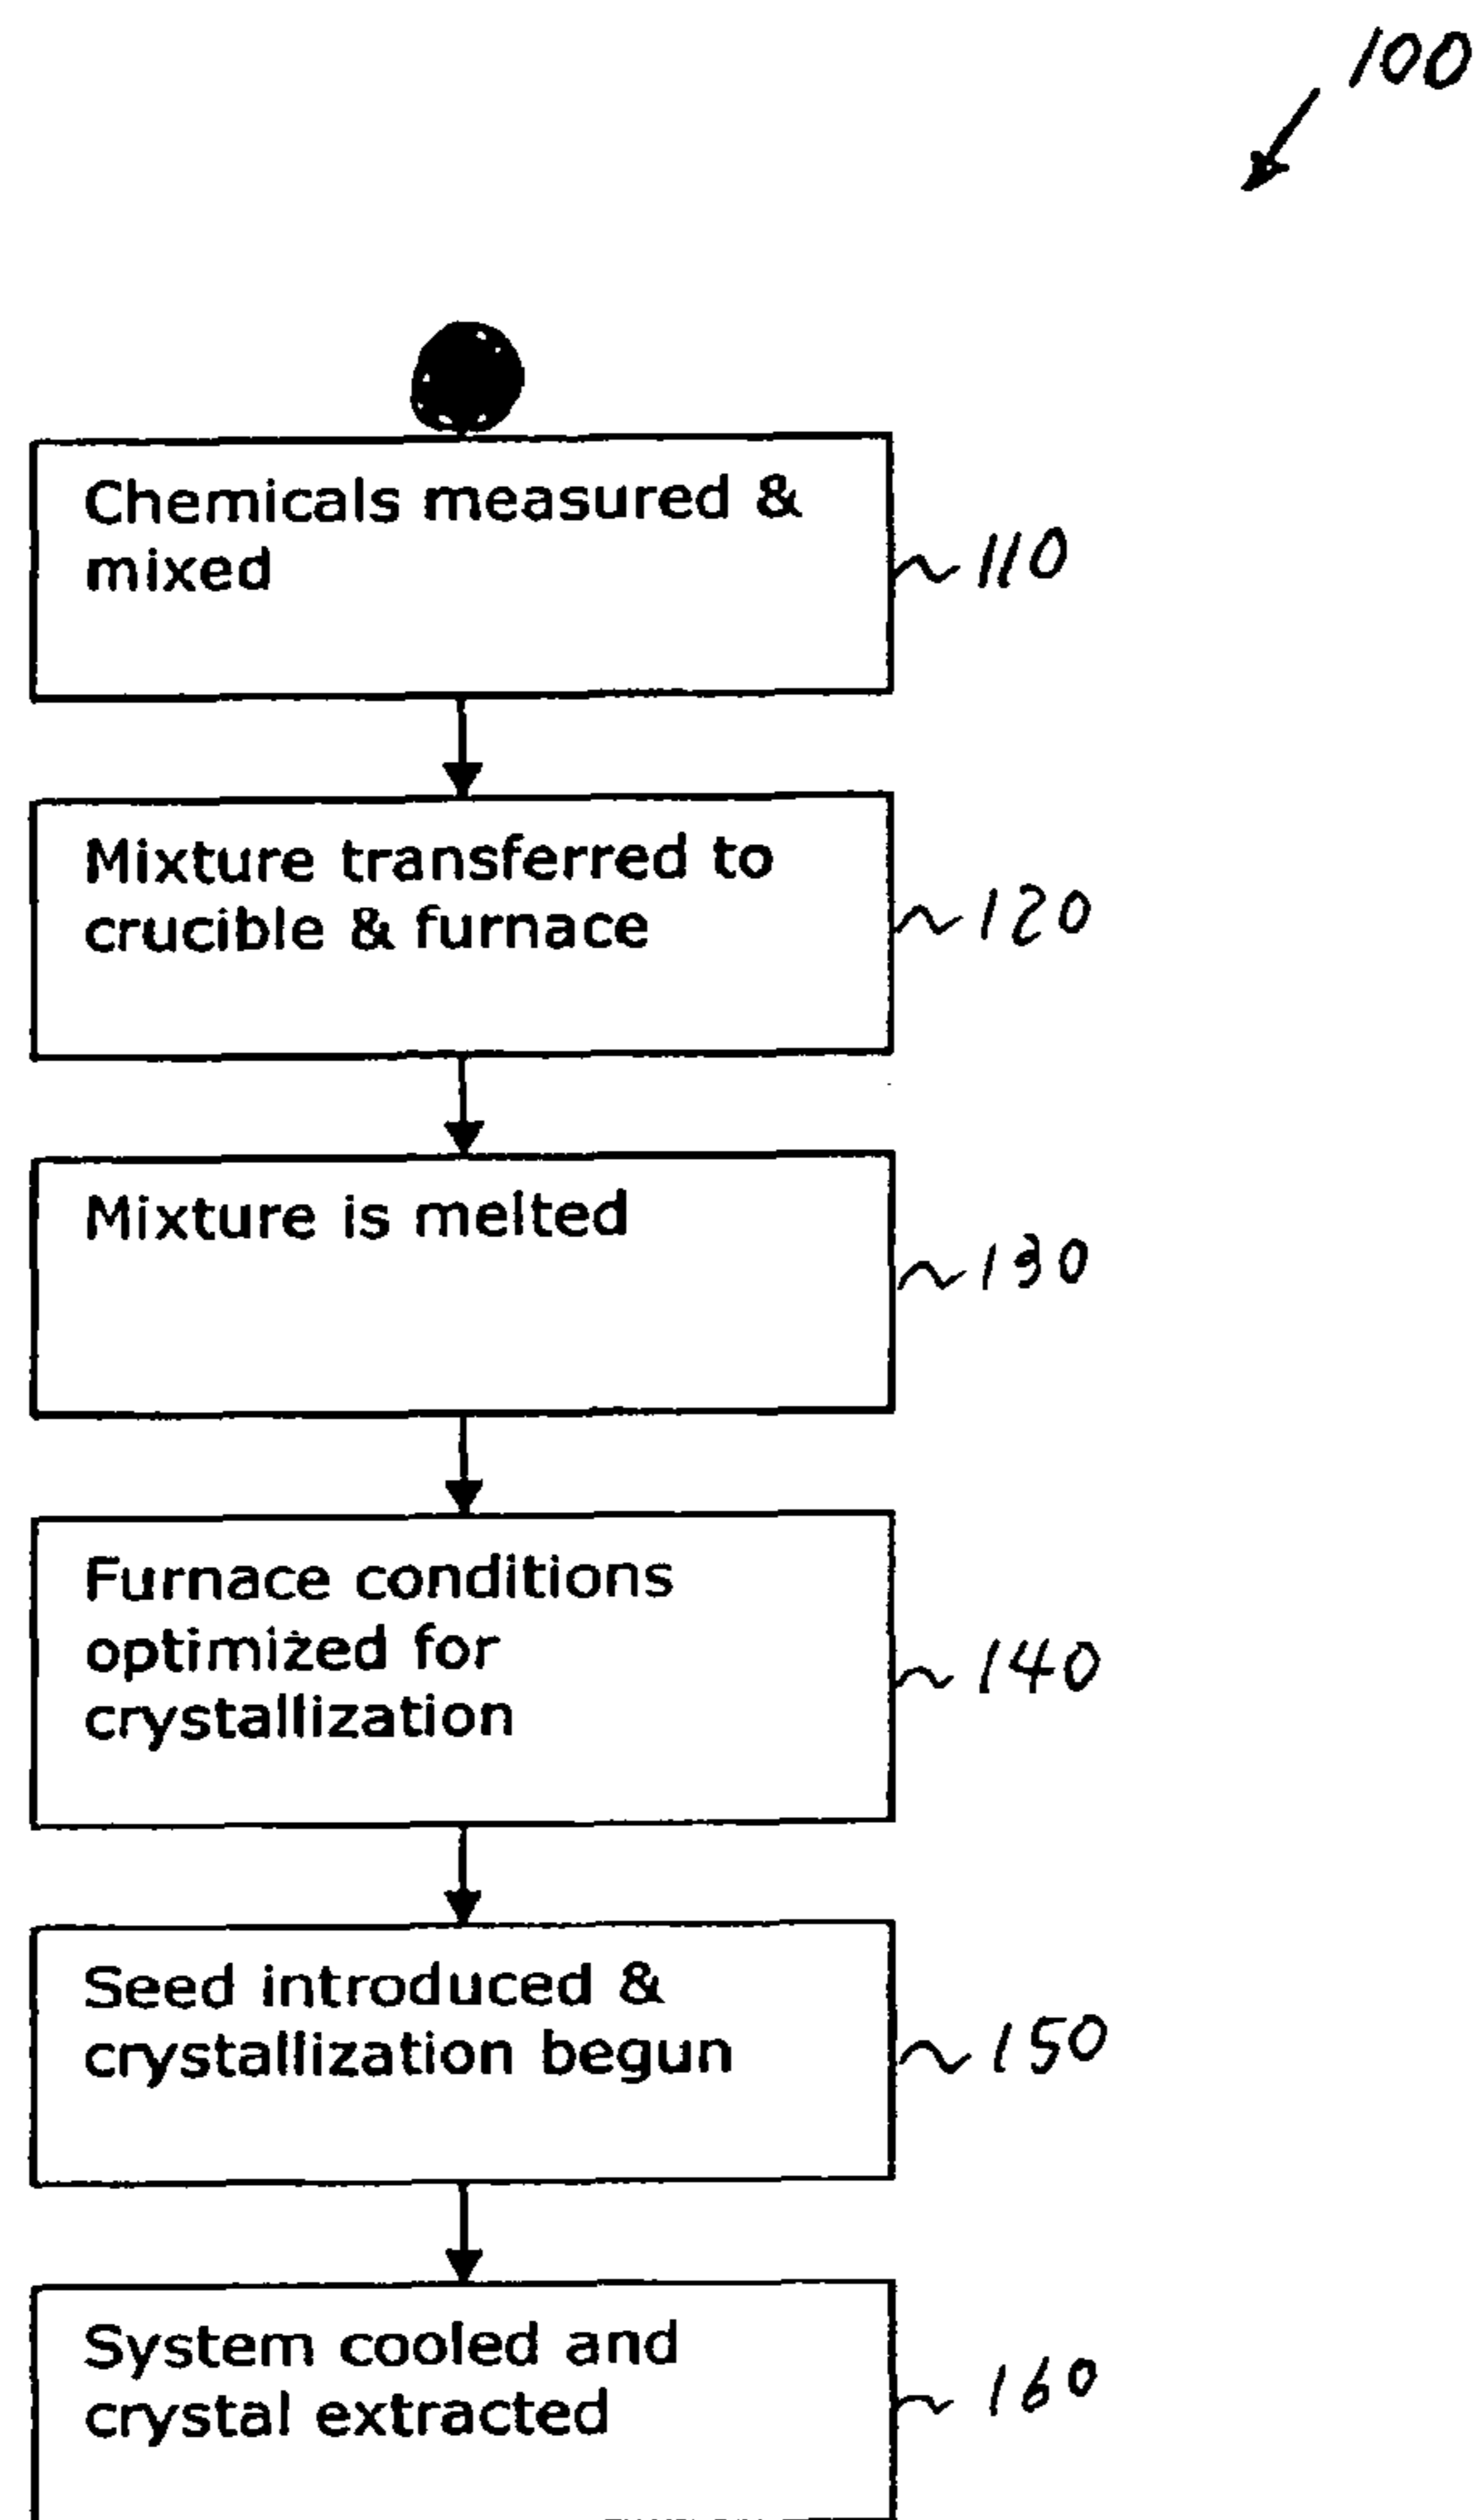 100
Chemicals measured &
mixed
110
Mixture transferred to
crucible & furnace
120
Mixture is melted
130
Furnace conditions
optimized for
crystallization
140
Seed introduced &
crystallization begun
150
System cooled and
crystal extracted
160